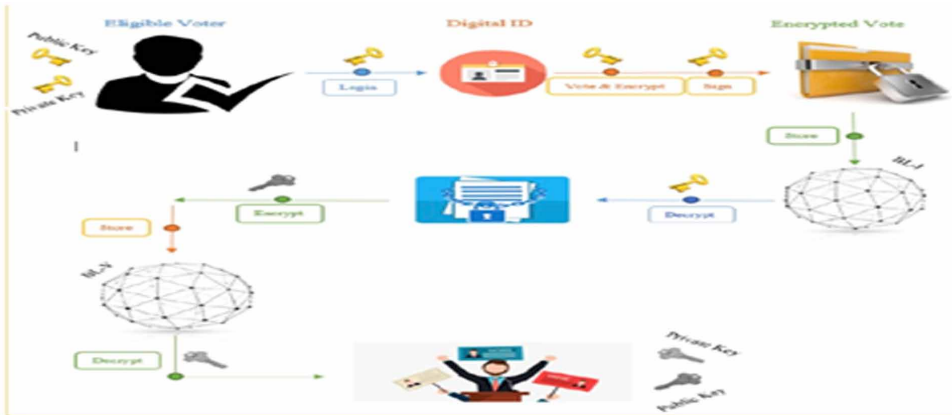 Eligible Voter
Digital ID
Encrypted Vote
Public Key
Private Key
Login
Vote & Encrypt
Sign
Store
BL-I
Decrypt
Encrypt
Store
BL-V
Decrypt
Private Key
Public Key